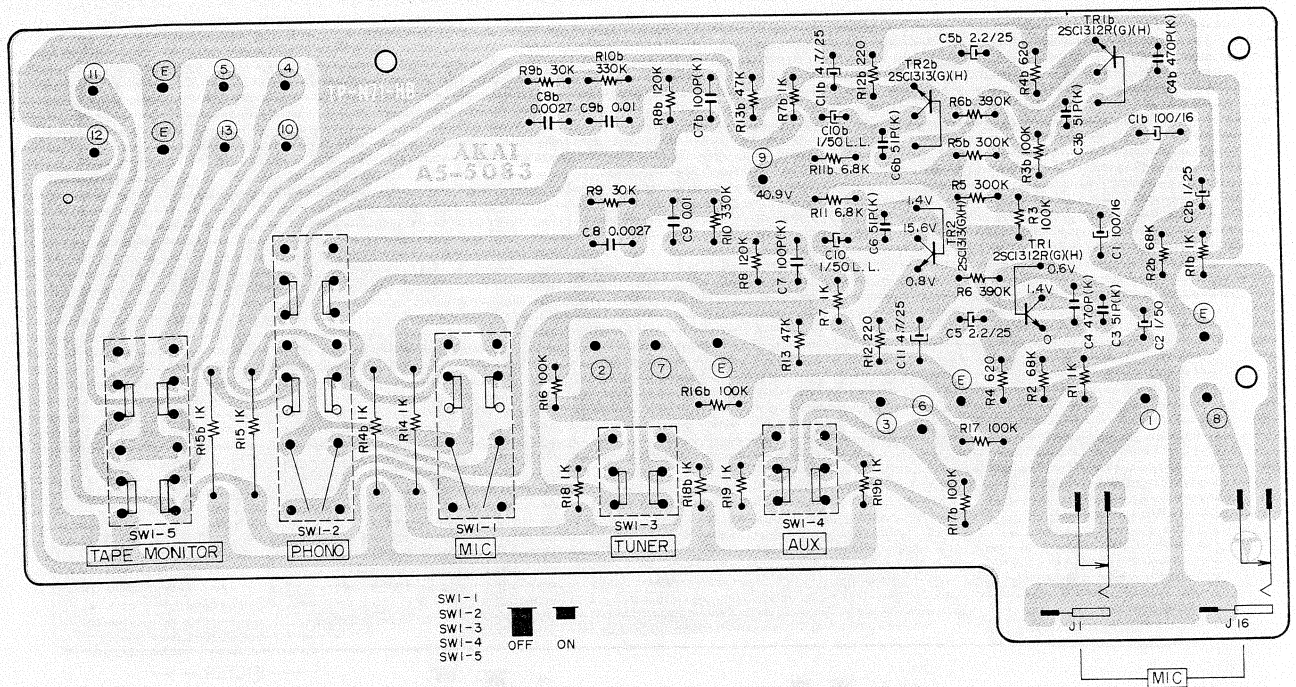 TR1b
2SC1312R(G)(H)
C5b 2.2/25
C4b 470P(K)
R4b 620
C11b 4.7/25
R12b 220
TR2b
2SC1313(G)(H)
R10b
330K
R9b 30K
C8b
0.0027
C9b 0.01
R8b 120K
C7b 100P(K)
R13b 47K
R7b 1K
C10b
1/50 L.L.
R11b 6.8K
C6b 51P(K)
R6b 390K
R5b 300K
R3b 100K
C3b 51P(K)
C1b 100/16
11
E
5
4
12
E
13
10
AKAI
A5-5083
9
40.9V
R9 30K
C8 0.0027
C9 0.01
R10 330K
R11 6.8K
C10
1/50 L.L.
C6 51P(K)
1.4V
15.6V
0.8V
TR2
2SC1313(G)(H)
R5 300K
R3
100K
TR1
2SC1312R(G)(H)
0.6V
1.4V
O
C1 100/16
C2b 1/25
R2b 68K
R1b 1K
R8 120K
C7 100P(K)
R7 1K
R6 390K
C5 2.2/25
C4 470P(K)
C3 51P(K)
C2 1/50
E
R13 47K
R12 220
C11 4.7/25
2
7
E
R16 100K
R16b 100K
3
6
E
R4 620
R2 68K
R1 1K
1
8
R17 100K
R17b 100K
R15b 1K
R15 1K
R14b 1K
R14 1K
R18 1K
R18b 1K
R19 1K
R19b 1K
SW1-5
SW1-2
SW1-1
SW1-3
SW1-4
TAPE MONITOR
PHONO
MIC
TUNER
AUX
SW1-1
SW1-2
SW1-3
SW1-4
SW1-5
OFF
ON
J1
J16
MIC